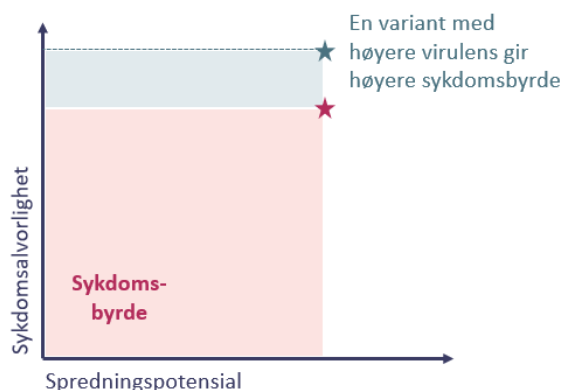 En variant med
høyere virulens gir
høyere sykdomsbyrde
Sykdomsalvorlighet
Sykdoms-
byrde
Spredningspotensial